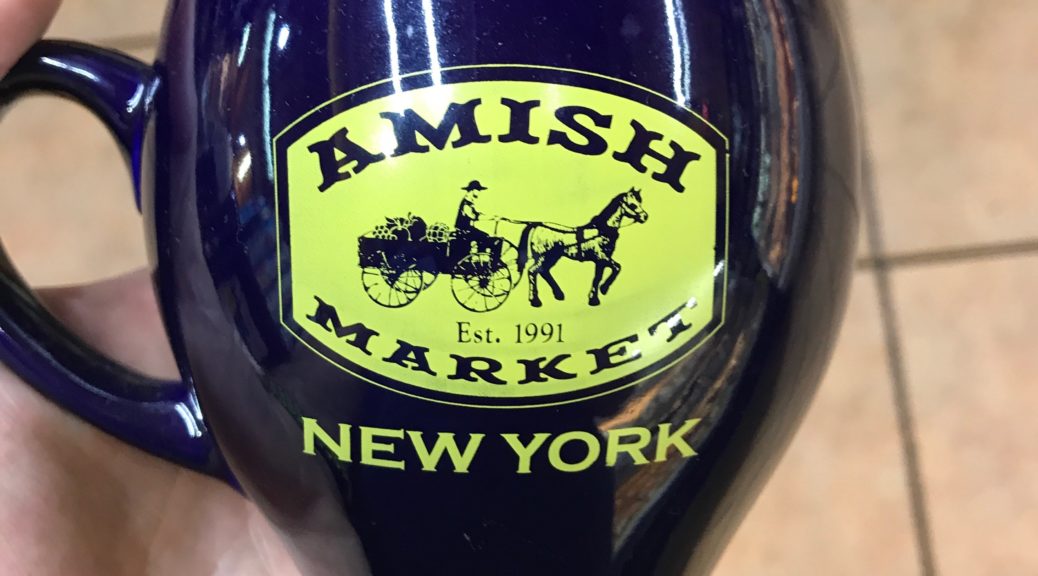 AMISH
Est. 1991
MARKET
NEW YORK